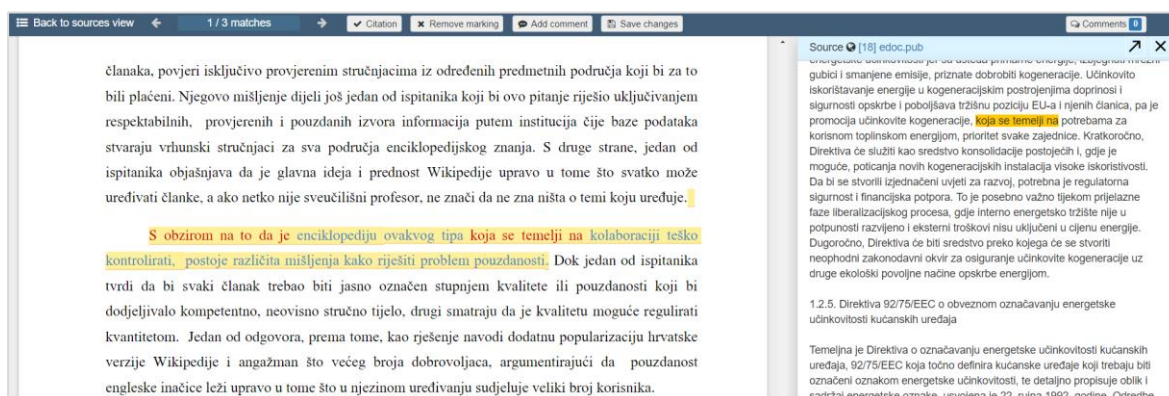 Back to sources view
1 / 3 matches
Citation
Remove marking
Add comment
Save changes
Comments 0
članaka, povjeri isključivo provjerenim stručnjacima iz određenih predmetnih područja koji bi za to
bili plaćeni. Njegovo mišljenje dijeli još jedan od ispitanika koji bi ovo pitanje riješio uključivanjem
respektabilnih, provjerenih i pouzdanih izvora informacija putem institucija čije baze podataka
stvaraju vrhunski stručnjaci za sva područja enciklopedijskog znanja. S druge strane, jedan od
ispitanika objašnjava da je glavna ideja i prednost Wikipedije upravo u tome što svatko može
uređivati članke, a ako netko nije sveučilišni profesor, ne znači da ne zna ništa o temi koju uređuje.
S obzirom na to da je enciklopediju ovakvog tipa koja se temelji na kolaboraciji teško
kontrolirati, postoje različita mišljenja kako riješiti problem pouzdanosti. Dok jedan od ispitanika
tvrdi da bi svaki članak trebao biti jasno označen stupnjem kvalitete ili pouzdanosti koji bi
dodjeljivalo kompetentno, neovisno stručno tijelo, drugi smatraju da je kvalitetu moguće regulirati
kvantitetom. Jedan od odgovora, prema tome, kao rješenje navodi dodatnu popularizaciju hrvatske
verzije Wikipedije i angažman što većeg broja dobrovoljaca, argumentirajući da pouzdanost
engleske inačice leži upravo u tome što u njezinom uređivanju sudjeluje veliki broj korisnika.
Source [18] edoc.pub
gubici i smanjene emisije, priznate dobrobiti kogeneracije. Učinkovito
iskorištavanje energije u kogeneracijskim postrojenjima doprinosi i
sigurnosti opskrbe i poboljšava tržišnu poziciju EU-a i njenih članica, pa je
promocija učinkovite kogeneracije, koja se temelji na potrebama za
korisnom toplinskom energijom, prioritet svake zajednice. Kratkoročno,
Direktiva će služiti kao sredstvo konsolidacije postojećih i, gdje je
moguće, poticanja novih kogeneracijskih instalacija visoke iskoristivosti.
Da bi se stvorili izjednačeni uvjeti za razvoj, potrebna je regulatorna
sigurnost i financijska potpora. To je posebno važno tijekom prijelazne
faze liberalizacijskog procesa, gdje interno energetsko tržište nije u
potpunosti razvijeno i eksterni troškovi nisu uključeni u cijenu energije.
Dugoročno, Direktiva će biti sredstvo preko kojega će se stvoriti
neophodni zakonodavni okvir za osiguranje učinkovite kogeneracije uz
druge ekološki povoljne načine opskrbe energijom.
1.2.5. Direktiva 92/75/EEC o obveznom označavanju energetske
učinkovitosti kućanskih uređaja
Temeljna je Direktiva o označavanju energetske učinkovitosti kućanskih
uređaja, 92/75/EEC koja točno definira kućanske uređaje koji trebaju biti
označeni oznakom energetske učinkovitosti, te detaljno propisuje oblik i
sadržaj energetske oznake, usvojena je 22. rujna 1992. godine. Odredbe